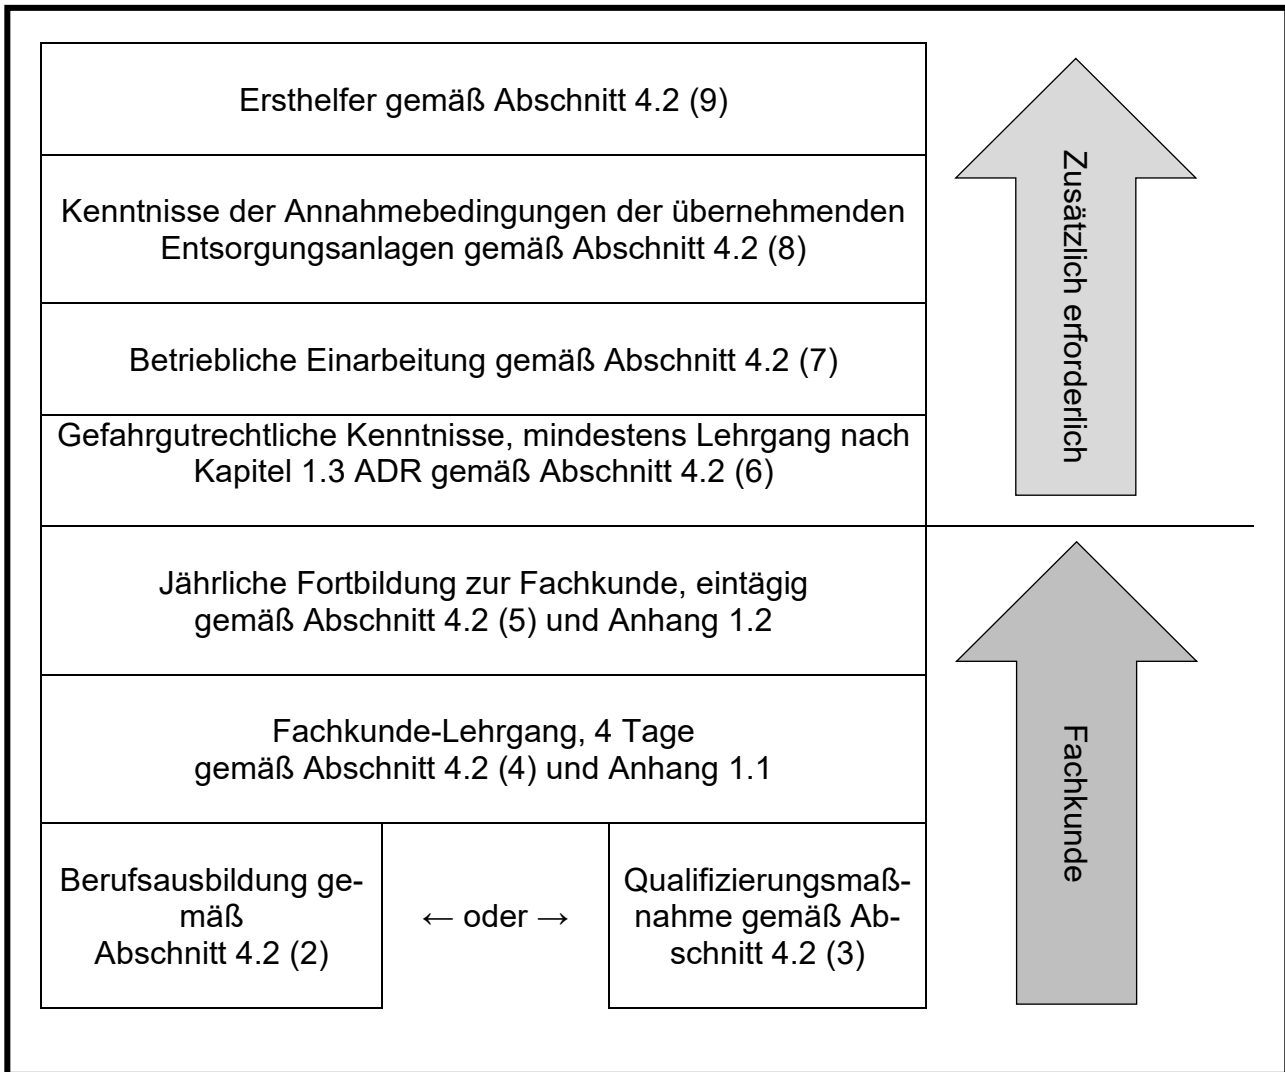 Ersthelfer gemäß Abschnitt 4.2 (9)
Kenntnisse der Annahmebedingungen der übernehmenden
Entsorgungsanlagen gemäß Abschnitt 4.2 (8)
Betriebliche Einarbeitung gemäß Abschnitt 4.2 (7)
Gefahrgutrechtliche Kenntnisse, mindestens Lehrgang nach
Kapitel 1.3 ADR gemäß Abschnitt 4.2 (6)
Zusätzlich erforderlich
Jährliche Fortbildung zur Fachkunde, eintägig
gemäß Abschnitt 4.2 (5) und Anhang 1.2
Fachkunde-Lehrgang, 4 Tage
gemäß Abschnitt 4.2 (4) und Anhang 1.1
Berufsausbildung ge-
mäß
Abschnitt 4.2 (2)
← oder →
Qualifizierungsmaß-
nahme gemäß Ab-
schnitt 4.2 (3)
Fachkunde